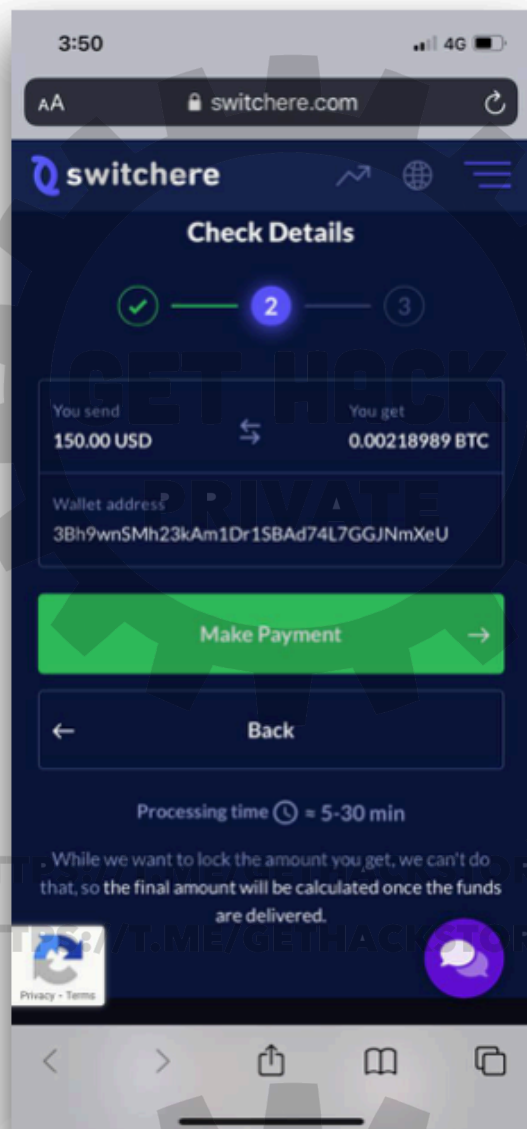 3:50
4G
AA switchere.com
switchere
Check Details
2 3
GET HACK
You send You get
150.00 USD 0.00218989 BTC
PRIVATE
Wallet address
3Bh9wnSMh23kAm1Dr1SBAd74L7GGJNmXeU
Make Payment
Back
Processing time ≈ 5-30 min
While we want to lock the amount you get, we can't do
that, so the final amount will be calculated once the funds
are delivered.
T.ME/GETHACKSTO
Privacy - Terms